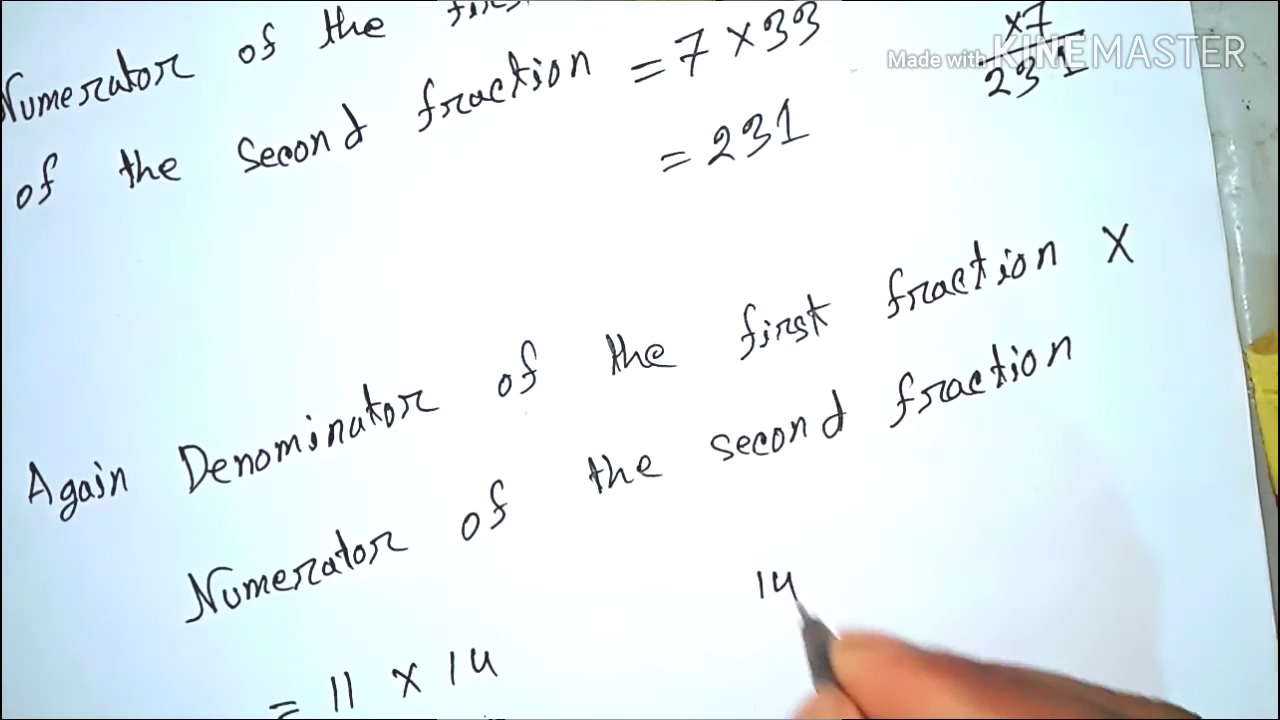 Numerator of the first
of the Second fraction = 7 × 33
×7
231
Made with KINEMASTER
= 231
Again Denominator of the first fraction ×
Numerator of the second fraction
= 11 × 14
14